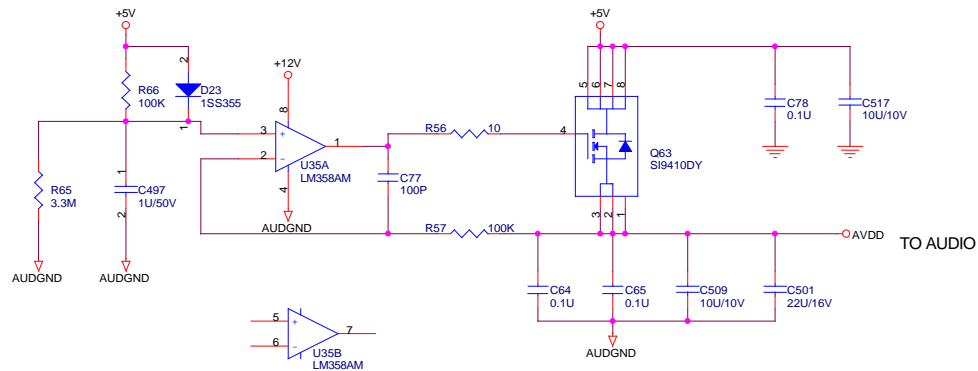 +5V
+5V
R66
100K
2
D23
1SS355
1
+12V
8
3
+
2
-
1
U35A
LM358AM
4
AUDGND
R56
10
C77
100P
R57
100K
5
6
7
8
4
Q63
SI9410DY
3
2
1
C78
0.1U
C517
10U/10V
R65
3.3M
1
C497
1U/50V
2
AUDGND
AUDGND
AVDD
TO AUDIO
C64
0.1U
C65
0.1U
C509
10U/10V
C501
22U/16V
AUDGND
5
+
6
-
7
U35B
LM358AM